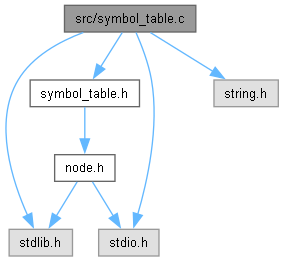 src/symbol_table.c
symbol_table.h
string.h
node.h
stdlib.h
stdio.h